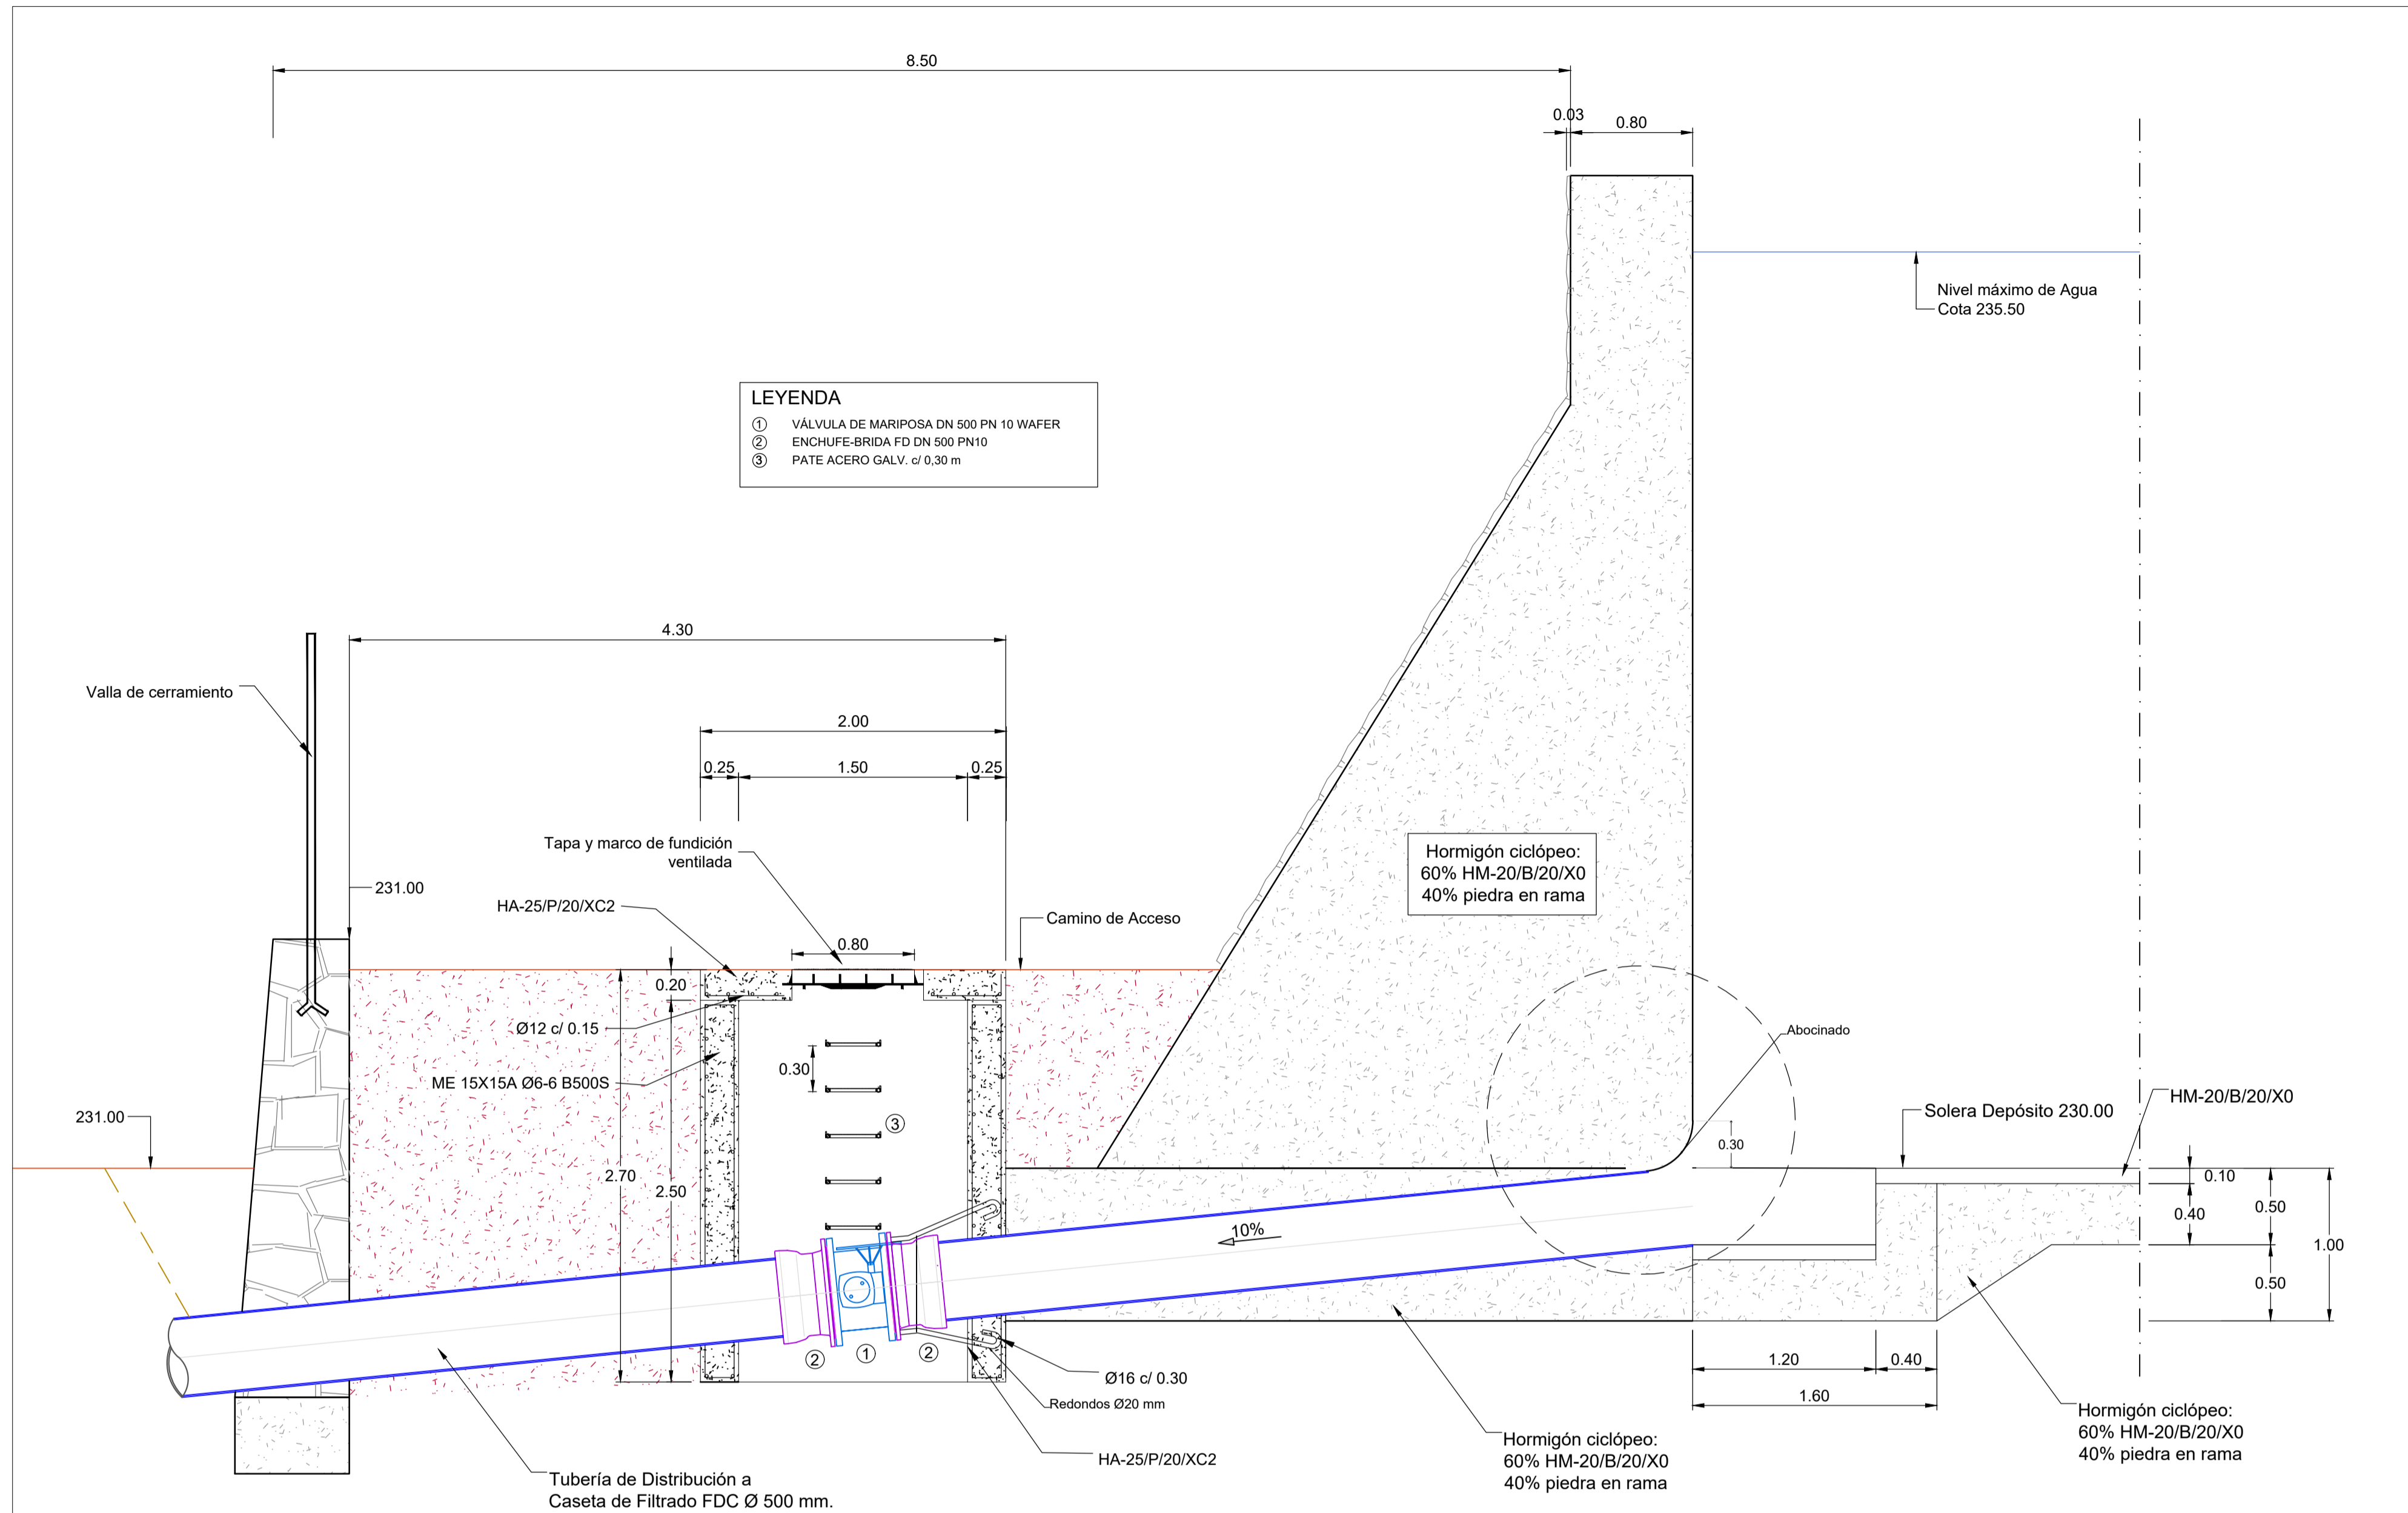 8.50
0.03
0.80
Nivel máximo de Agua
Cota 235.50
LEYENDA
1 VÁLVULA DE MARIPOSA DN 500 PN 10 WAFER
2 ENCHUFE-BRIDA FD DN 500 PN10
3 PATE ACERO GALV. c/ 0,30 m
4.30
Valla de cerramiento
2.00
0.25
1.50
0.25
Tapa y marco de fundición
ventilada
Hormigón ciclópeo:
60% HM-20/B/20/X0
40% piedra en rama
231.00
HA-25/P/20/XC2
Camino de Acceso
0.80
0.20
Ø12 c/ 0.15
Abocinado
0.30
ME 15X15A Ø6-6 B500S
3
231.00
Solera Depósito 230.00
HM-20/B/20/X0
0.30
2.70
2.50
0.10
0.40
0.50
1.00
10%
0.50
2
1
2
1.20
0.40
Ø16 c/ 0.30
Redondos Ø20 mm
1.60
Hormigón ciclópeo:
60% HM-20/B/20/X0
40% piedra en rama
Hormigón ciclópeo:
60% HM-20/B/20/X0
40% piedra en rama
HA-25/P/20/XC2
Tubería de Distribución a
Caseta de Filtrado FDC Ø 500 mm.